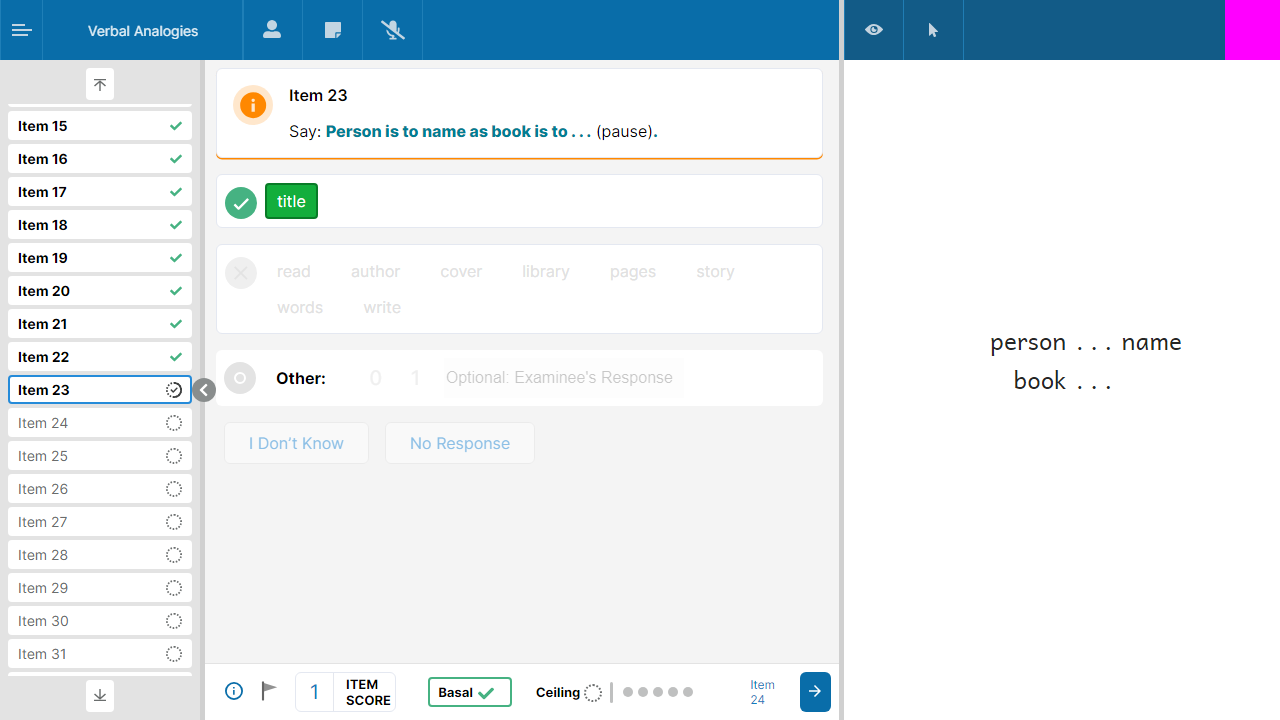 Verbal Analogies
Item 15
Item 16
Item 17
Item 18
Item 19
Item 20
Item 21
Item 22
Item 23
Item 24
Item 25
Item 26
Item 27
Item 28
Item 29
Item 30
Item 31
Item 23
Say: Person is to name as book is to . . . (pause).
title
read author cover library pages story
words write
Other: 0 1 Optional: Examinee's Response
I Don’t Know No Response
1 ITEM SCORE Basal Ceiling Item 24
person . . . name
book . . .